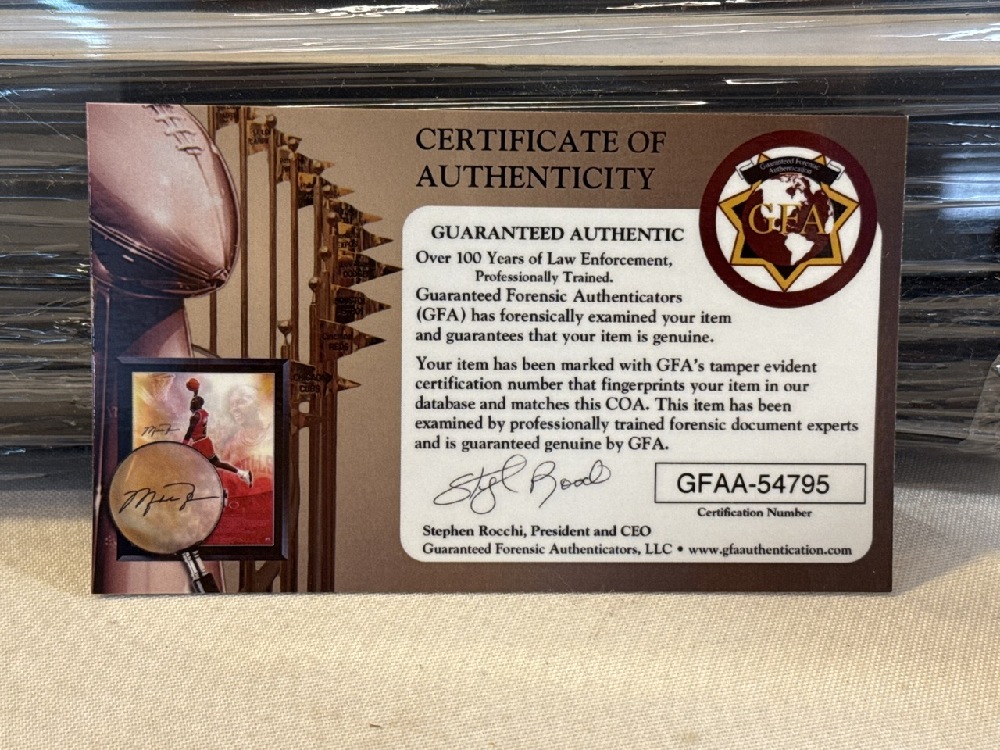 CERTIFICATE OF
AUTHENTICITY
Guaranteed Forensic
Authentication
GFA
GUARANTEED AUTHENTIC
Over 100 Years of Law Enforcement,
Professionally Trained.
Guaranteed Forensic Authenticators
(GFA) has forensically examined your item
and guarantees that your item is genuine.
Your item has been marked with GFA's tamper evident
certification number that fingerprints your item in our
database and matches this COA. This item has been
examined by professionally trained forensic document experts
and is guaranteed genuine by GFA.
GFAA-54795
Certification Number
Stephen Rocchi, President and CEO
Guaranteed Forensic Authenticators, LLC • www.gfaauthentication.com